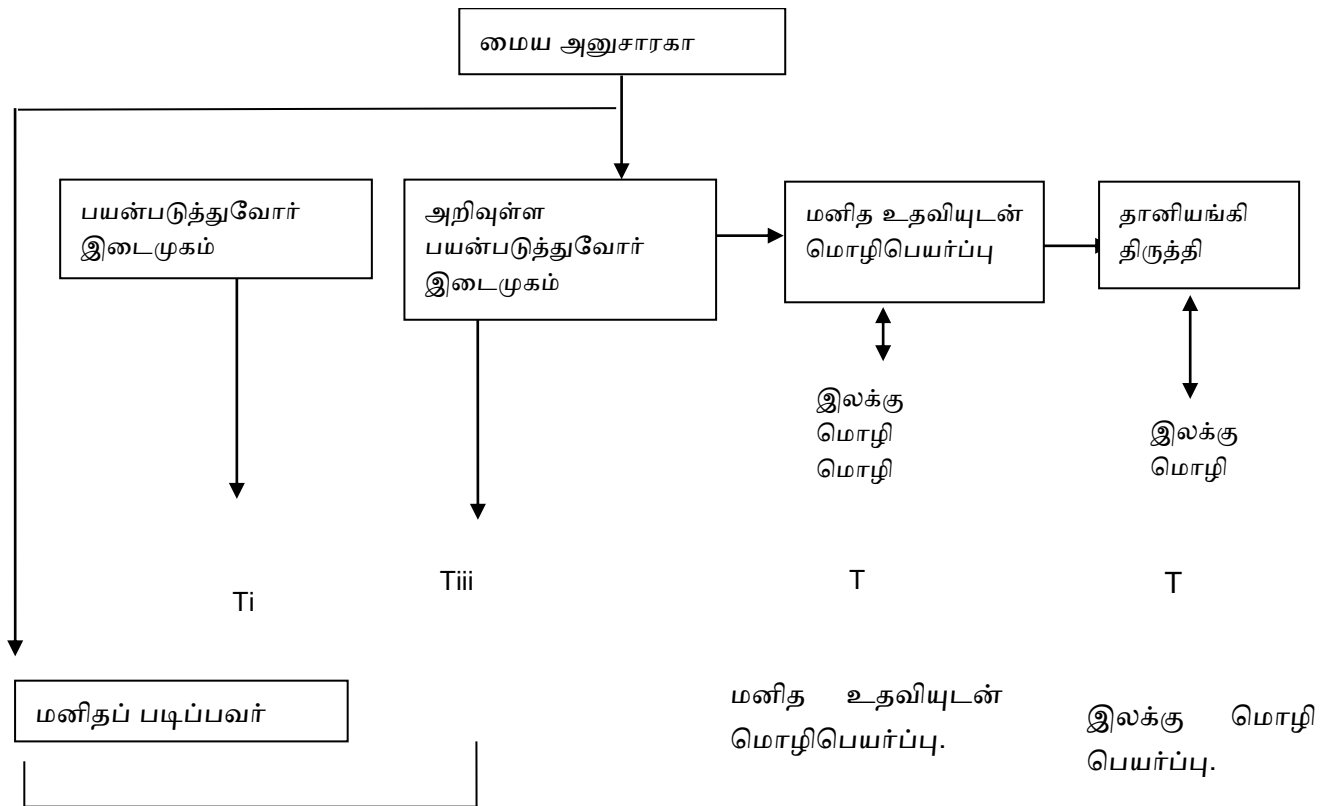 மைய அனுசாரகா
பயன்படுத்துவோர்
இடைமுகம்
அறிவுள்ள
பயன்படுத்துவோர்
இடைமுகம்
மனித உதவியுடன்
மொழிபெயர்ப்பு
தானியங்கி
திருத்தி
இலக்கு
மொழி
மொழி
இலக்கு
மொழி
Ti
Tiii
T
T
மனிதப் படிப்பவர்
மனித உதவியுடன்
மொழிபெயர்ப்பு.
இலக்கு மொழி
பெயர்ப்பு.